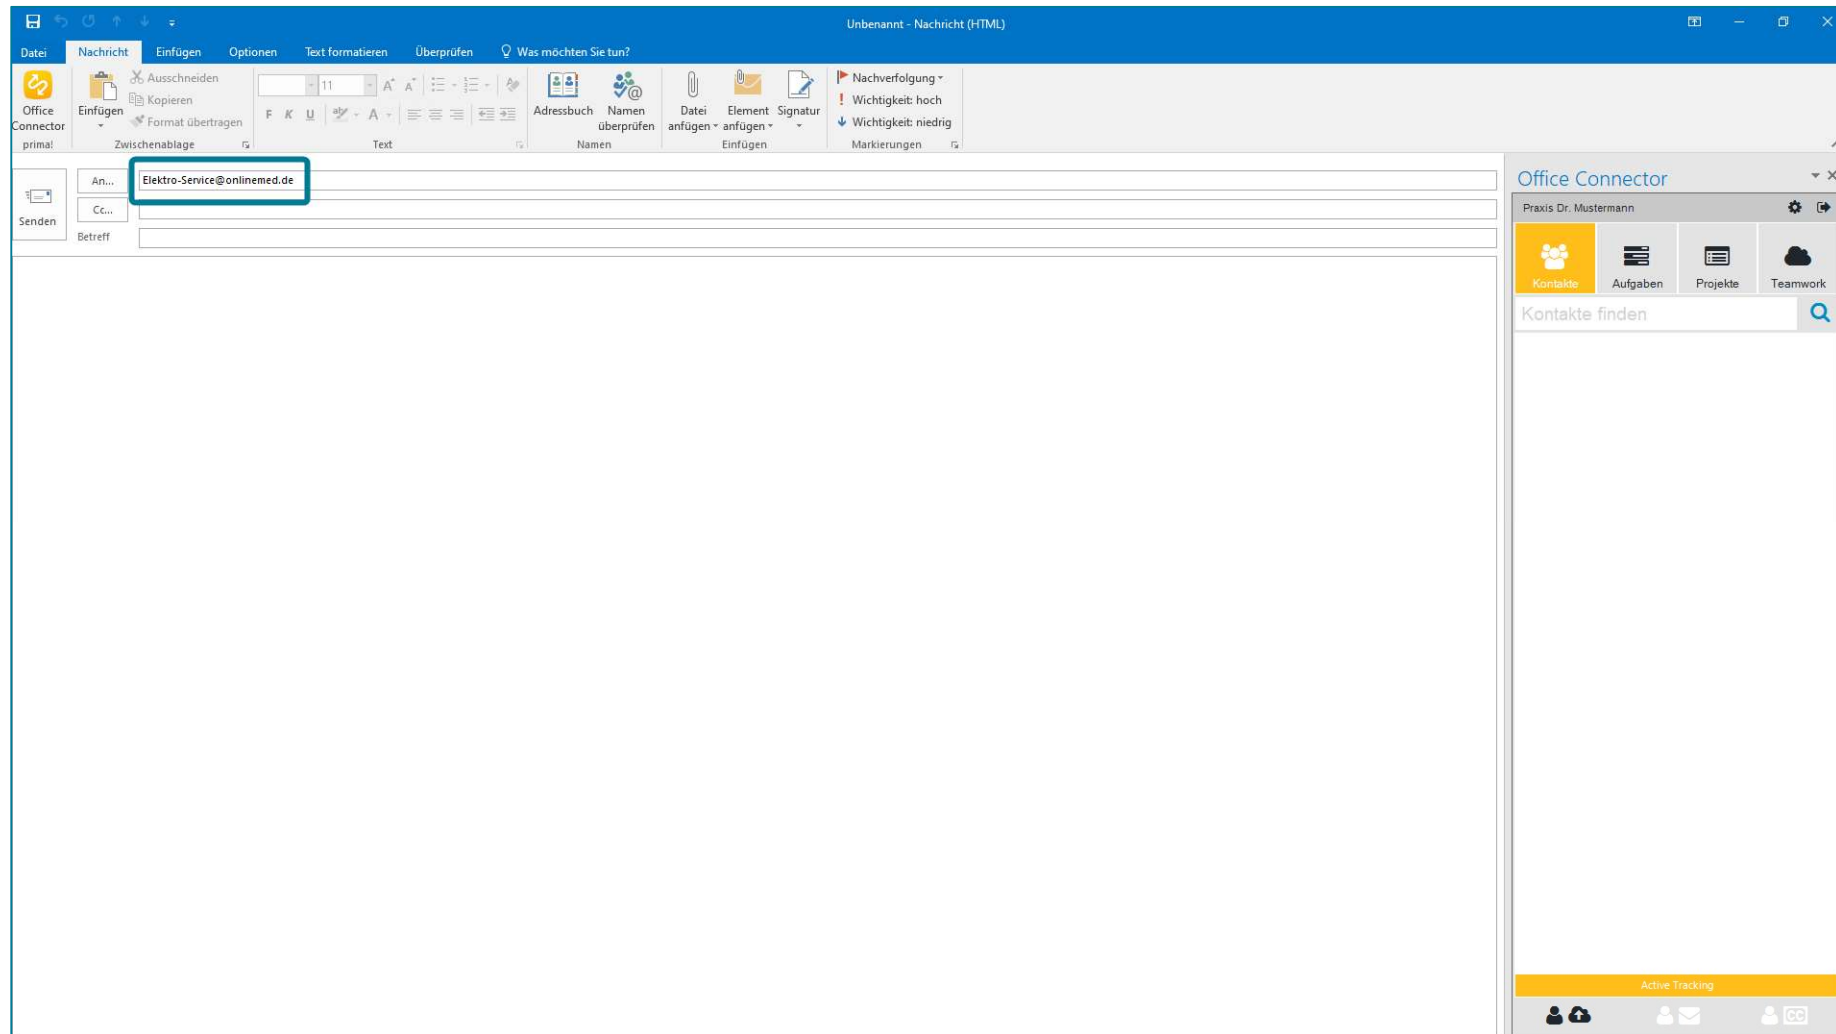 Unbenannt - Nachricht (HTML)
Datei Nachricht Einfügen Optionen Text formatieren Überprüfen Was möchten Sie tun?
Office Connector
prima!
Einfügen
Ausschneiden
Kopieren
Format übertragen
Zwischenablage
11
F K U
Text
Adressbuch
Namen überprüfen
Namen
Datei anfügen
Element anfügen
Signatur
Einfügen
Nachverfolgung
Wichtigkeit: hoch
Wichtigkeit: niedrig
Markierungen
Senden
An... Elektro-Service@onlinemed.de
Cc...
Betreff
Office Connector
Praxis Dr. Mustermann
Kontakte Aufgaben Projekte Teamwork
Kontakte finden
Active Tracking
CC